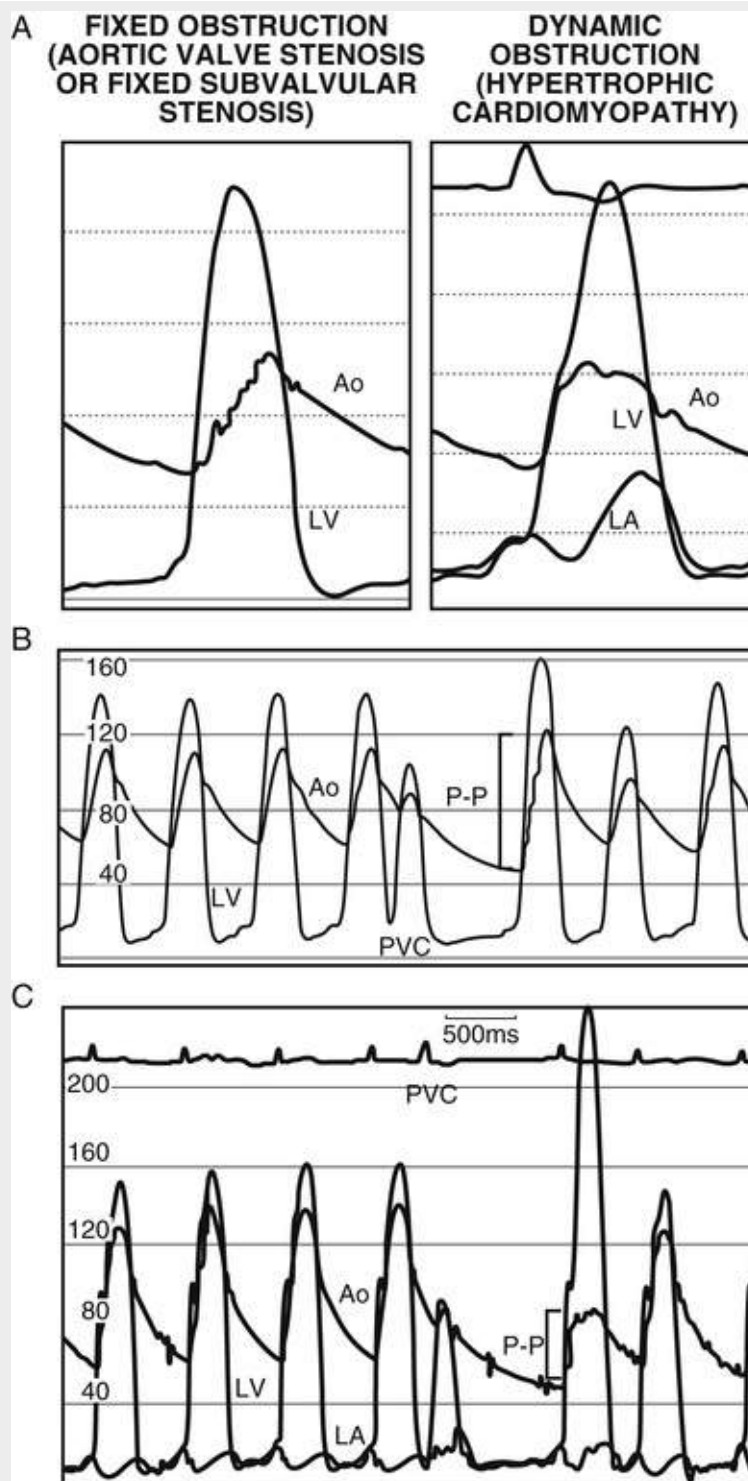 A
FIXED OBSTRUCTION
(AORTIC VALVE STENOSIS
OR FIXED SUBVALVULAR
STENOSIS)
DYNAMIC
OBSTRUCTION
(HYPERTROPHIC
CARDIOMYOPATHY)
Ao
LV
Ao
LV
LA
B
160
120
80
40
Ao
LV
PVC
P-P
C
500ms
PVC
200
160
120
80
40
Ao
LV
LA
P-P